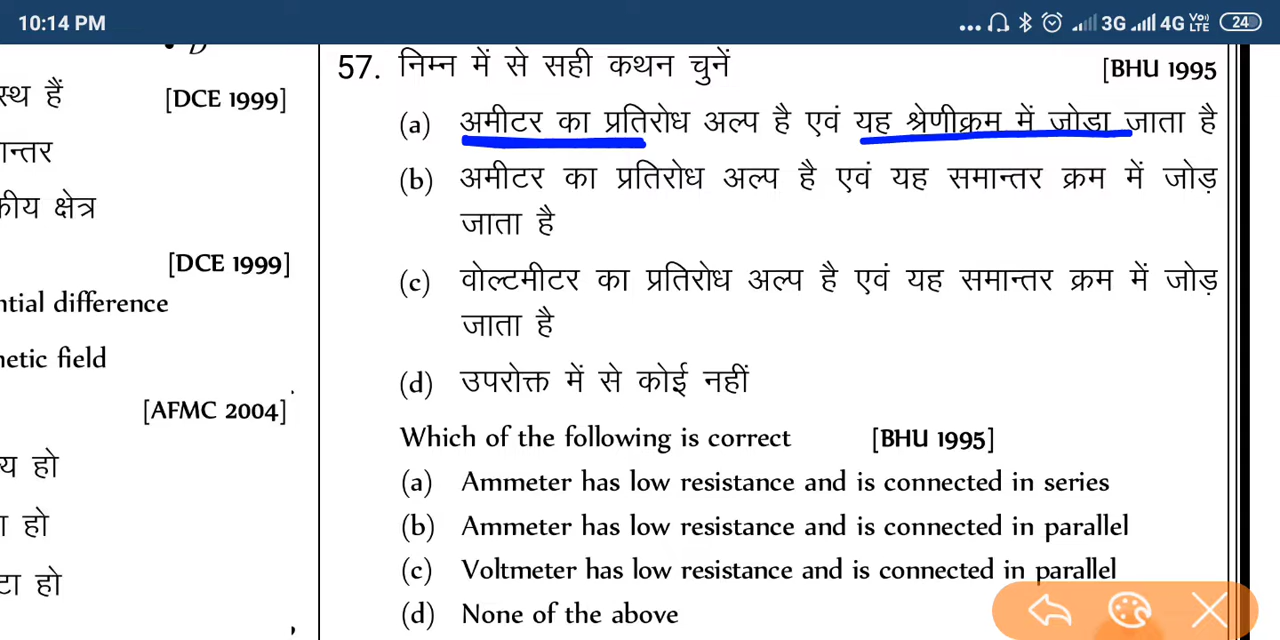 10:14 PM
... 3G 4G Vo) LTE 24
D
स्थ हैं [DCE 1999]
ान्तर
कीय क्षेत्र
[DCE 1999]
ntial difference
netic field
[AFMC 2004]
य हो
ा हो
टा हो
57. निम्न में से सही कथन चुनें [BHU 1995
(a) अमीटर का प्रतिरोध अल्प है एवं यह श्रेणीक्रम में जोडा जाता है
(b) अमीटर का प्रतिरोध अल्प है एवं यह समान्तर क्रम में जोड़
जाता है
(c) वोल्टमीटर का प्रतिरोध अल्प है एवं यह समान्तर क्रम में जोड़
जाता है
(d) उपरोक्त में से कोई नहीं
Which of the following is correct [BHU 1995]
(a) Ammeter has low resistance and is connected in series
(b) Ammeter has low resistance and is connected in parallel
(c) Voltmeter has low resistance and is connected in parallel
(d) None of the above